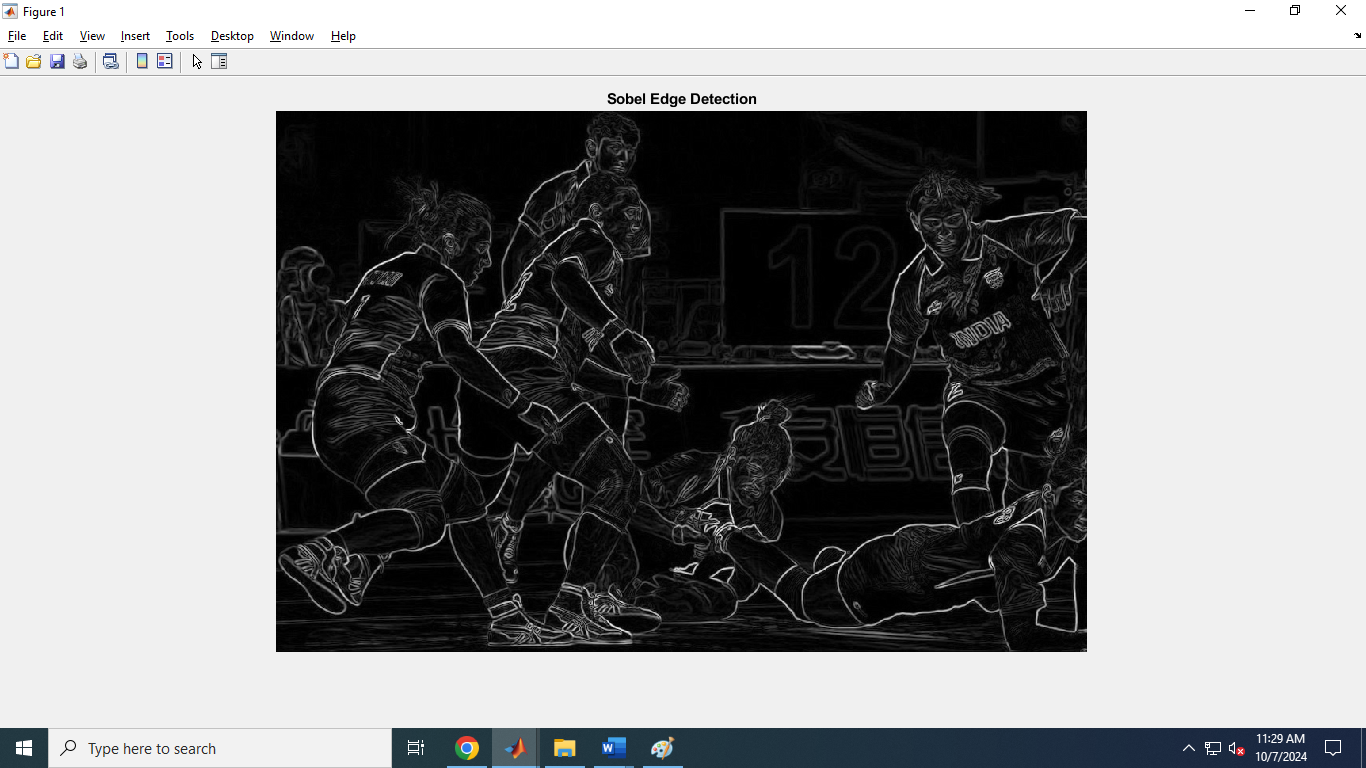 Figure 1
File Edit View Insert Tools Desktop Window Help
Sobel Edge Detection
12
INDIA
Type here to search
11:29 AM
10/7/2024